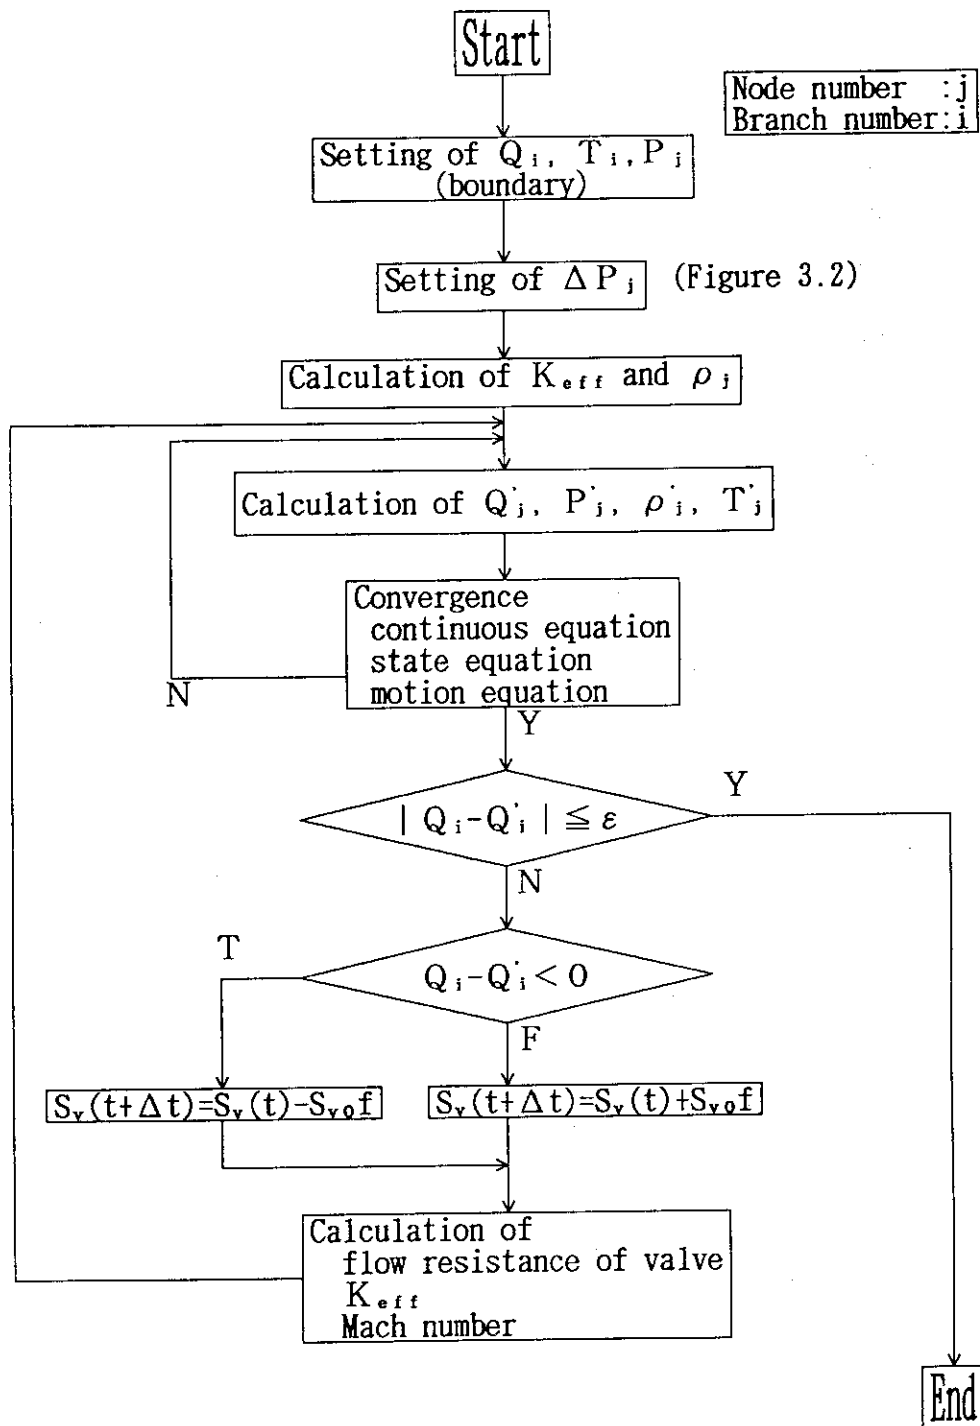 Start
Node number :j
Branch number:i
Setting of Qᵢ, Tᵢ, Pⱼ
(boundary)
Setting of ΔPⱼ (Figure 3.2)
Calculation of K_eff and ρⱼ
Calculation of Q'ⱼ, P'ⱼ, ρ'ⱼ, T'ⱼ
Convergence
continuous equation
state equation
motion equation
N
Y
Y
| Qᵢ-Q'ᵢ | ≦ ε
N
T
Qᵢ-Q'ᵢ < 0
F
Sᵥ(t+Δt)=Sᵥ(t)-Sᵥ₀f
Sᵥ(t+Δt)=Sᵥ(t)+Sᵥ₀f
Calculation of
flow resistance of valve
K_eff
Mach number
End